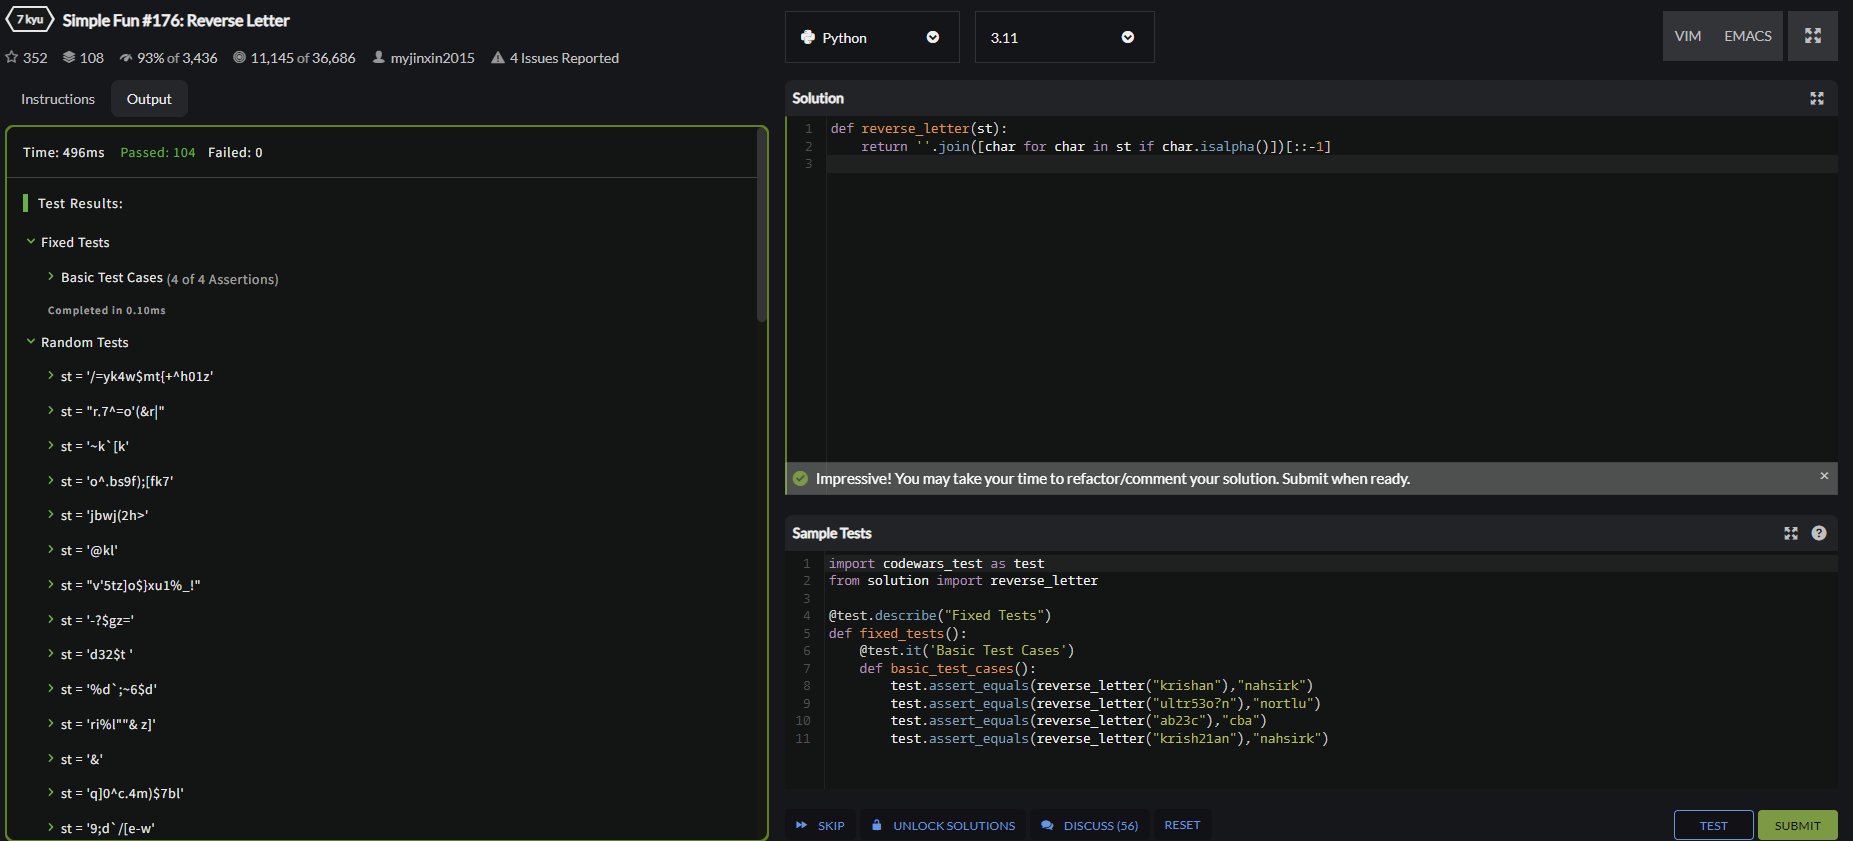 7 kyu Simple Fun #176: Reverse Letter
352 108 93% of 3,436 11,145 of 36,686 myjinxin2015 4 Issues Reported
Instructions Output
Time: 496ms Passed: 104 Failed: 0
Test Results:
Fixed Tests
Basic Test Cases (4 of 4 Assertions)
Completed in 0.10ms
Random Tests
st = '/=yk4w$mt{+^h01z'
st = "r.7^=o'(&r|"
st = '~k`[k'
st = 'o^.bs9f);[fk7'
st = 'jbwj(2h>'
st = '@kl'
st = "v'5tz]o$}xu1%_!"
st = '-?$gz='
st = 'd32$t '
st = '%d`;~6$d'
st = 'ri%l""& z]'
st = '&'
st = 'q]0^c.4m)$7bl'
st = '9;d`/[e-w'
Python 3.11 VIM EMACS
Solution
1 def reverse_letter(st):
2 return ''.join([char for char in st if char.isalpha()])[::-1]
3
Impressive! You may take your time to refactor/comment your solution. Submit when ready.
Sample Tests
1 import codewars_test as test
2 from solution import reverse_letter
3
4 @test.describe("Fixed Tests")
5 def fixed_tests():
6 @test.it('Basic Test Cases')
7 def basic_test_cases():
8 test.assert_equals(reverse_letter("krishan"),"nahsirk")
9 test.assert_equals(reverse_letter("ultr53o?n"),"nortlu")
10 test.assert_equals(reverse_letter("ab23c"),"cba")
11 test.assert_equals(reverse_letter("krish21an"),"nahsirk")
SKIP UNLOCK SOLUTIONS DISCUSS (56) RESET TEST SUBMIT